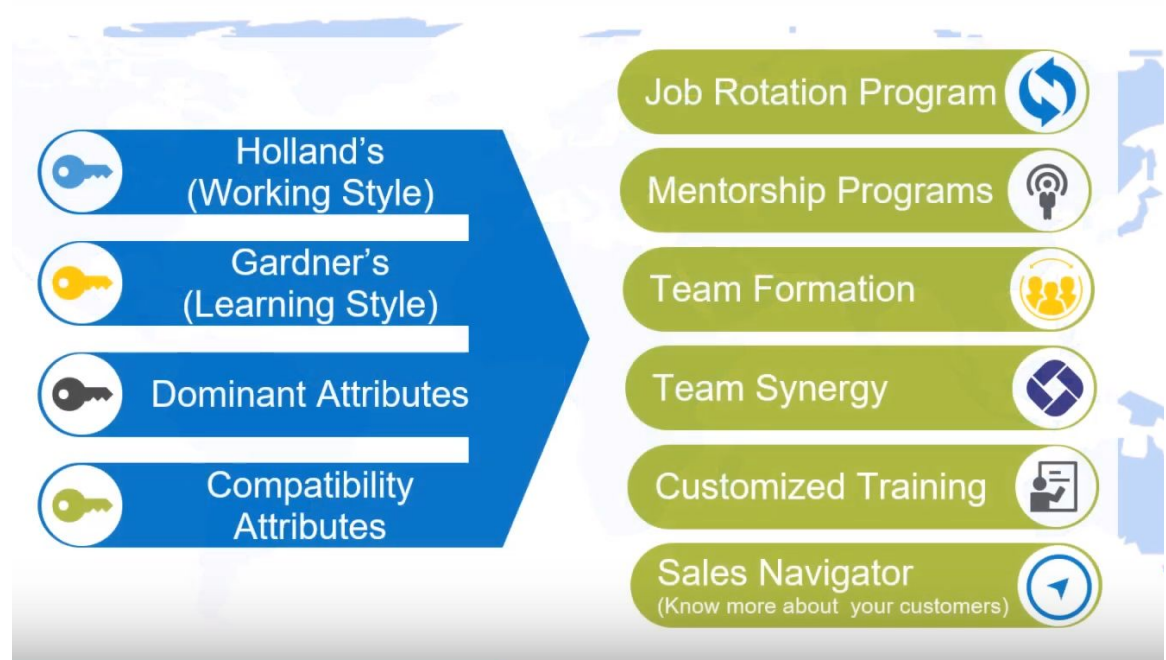 Holland's
(Working Style)
Gardner's
(Learning Style)
Dominant Attributes
Compatibility
Attributes
Job Rotation Program
Mentorship Programs
Team Formation
Team Synergy
Customized Training
Sales Navigator
(Know more about your customers)